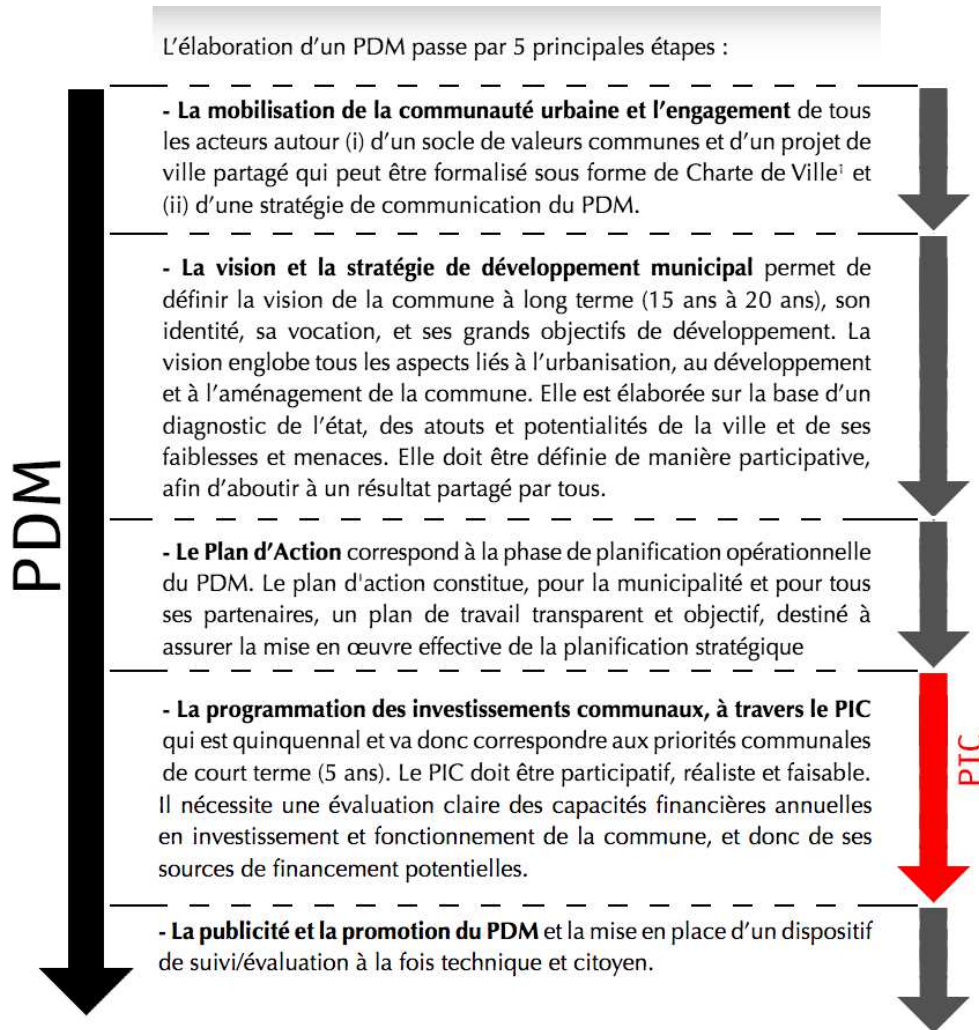 L'élaboration d'un PDM passe par 5 principales étapes :
- La mobilisation de la communauté urbaine et l'engagement de tous
les acteurs autour (i) d'un socle de valeurs communes et d'un projet de
ville partagé qui peut être formalisé sous forme de Charte de Ville¹ et
(ii) d'une stratégie de communication du PDM.
- La vision et la stratégie de développement municipal permet de
définir la vision de la commune à long terme (15 ans à 20 ans), son
identité, sa vocation, et ses grands objectifs de développement. La
vision englobe tous les aspects liés à l'urbanisation, au développement
et à l'aménagement de la commune. Elle est élaborée sur la base d'un
diagnostic de l'état, des atouts et potentialités de la ville et de ses
faiblesses et menaces. Elle doit être définie de manière participative,
afin d'aboutir à un résultat partagé par tous.
PDM
- Le Plan d'Action correspond à la phase de planification opérationnelle
du PDM. Le plan d'action constitue, pour la municipalité et pour tous
ses partenaires, un plan de travail transparent et objectif, destiné à
assurer la mise en œuvre effective de la planification stratégique
- La programmation des investissements communaux, à travers le PIC
qui est quinquennal et va donc correspondre aux priorités communales
de court terme (5 ans). Le PIC doit être participatif, réaliste et faisable.
Il nécessite une évaluation claire des capacités financières annuelles
en investissement et fonctionnement de la commune, et donc de ses
sources de financement potentielles.
PIC
- La publicité et la promotion du PDM et la mise en place d'un dispositif
de suivi/évaluation à la fois technique et citoyen.